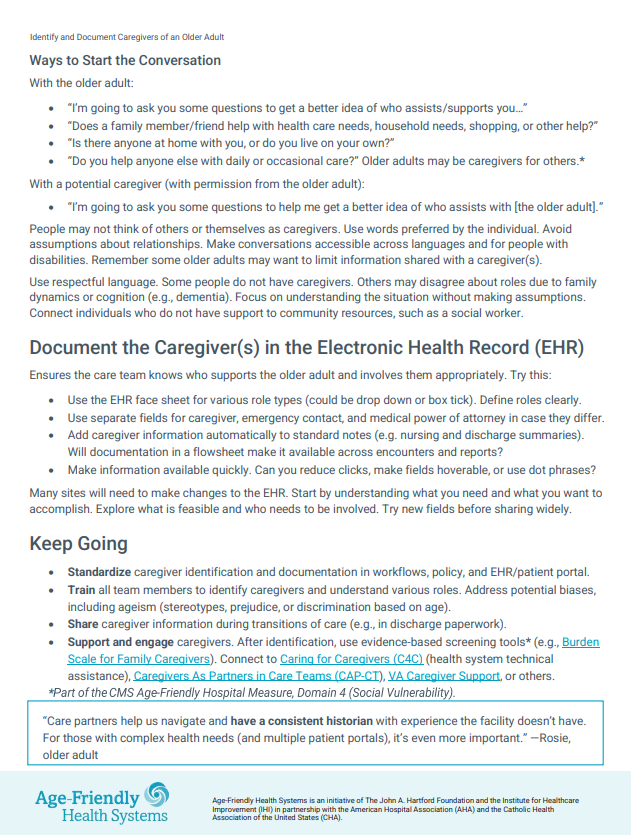 Identify and Document Caregivers of an Older Adult
Ways to Start the Conversation
With the older adult:
• “I’m going to ask you some questions to get a better idea of who assists/supports you…”
• “Does a family member/friend help with health care needs, household needs, shopping, or other help?”
• “Is there anyone at home with you, or do you live on your own?”
• “Do you help anyone else with daily or occasional care?” Older adults may be caregivers for others.*
With a potential caregiver (with permission from the older adult):
• “I’m going to ask you some questions to help me get a better idea of who assists with [the older adult].”
People may not think of others or themselves as caregivers. Use words preferred by the individual. Avoid
assumptions about relationships. Make conversations accessible across languages and for people with
disabilities. Remember some older adults may want to limit information shared with a caregiver(s).
Use respectful language. Some people do not have caregivers. Others may disagree about roles due to family
dynamics or cognition (e.g., dementia). Focus on understanding the situation without making assumptions.
Connect individuals who do not have support to community resources, such as a social worker.
Document the Caregiver(s) in the Electronic Health Record (EHR)
Ensures the care team knows who supports the older adult and involves them appropriately. Try this:
• Use the EHR face sheet for various role types (could be drop down or box tick). Define roles clearly.
• Use separate fields for caregiver, emergency contact, and medical power of attorney in case they differ.
• Add caregiver information automatically to standard notes (e.g. nursing and discharge summaries).
Will documentation in a flowsheet make it available across encounters and reports?
• Make information available quickly. Can you reduce clicks, make fields hoverable, or use dot phrases?
Many sites will need to make changes to the EHR. Start by understanding what you need and what you want to
accomplish. Explore what is feasible and who needs to be involved. Try new fields before sharing widely.
Keep Going
• Standardize caregiver identification and documentation in workflows, policy, and EHR/patient portal.
• Train all team members to identify caregivers and understand various roles. Address potential biases,
including ageism (stereotypes, prejudice, or discrimination based on age).
• Share caregiver information during transitions of care (e.g., in discharge paperwork).
• Support and engage caregivers. After identification, use evidence-based screening tools* (e.g., Burden
Scale for Family Caregivers). Connect to Caring for Caregivers (C4C) (health system technical
assistance), Caregivers As Partners in Care Teams (CAP-CT), VA Caregiver Support, or others.
*Part of the CMS Age-Friendly Hospital Measure, Domain 4 (Social Vulnerability).
“Care partners help us navigate and have a consistent historian with experience the facility doesn’t have.
For those with complex health needs (and multiple patient portals), it’s even more important.” —Rosie,
older adult
Age-Friendly
Health Systems
Age-Friendly Health Systems is an initiative of The John A. Hartford Foundation and the Institute for Healthcare
Improvement (IHI) in partnership with the American Hospital Association (AHA) and the Catholic Health
Association of the United States (CHA).